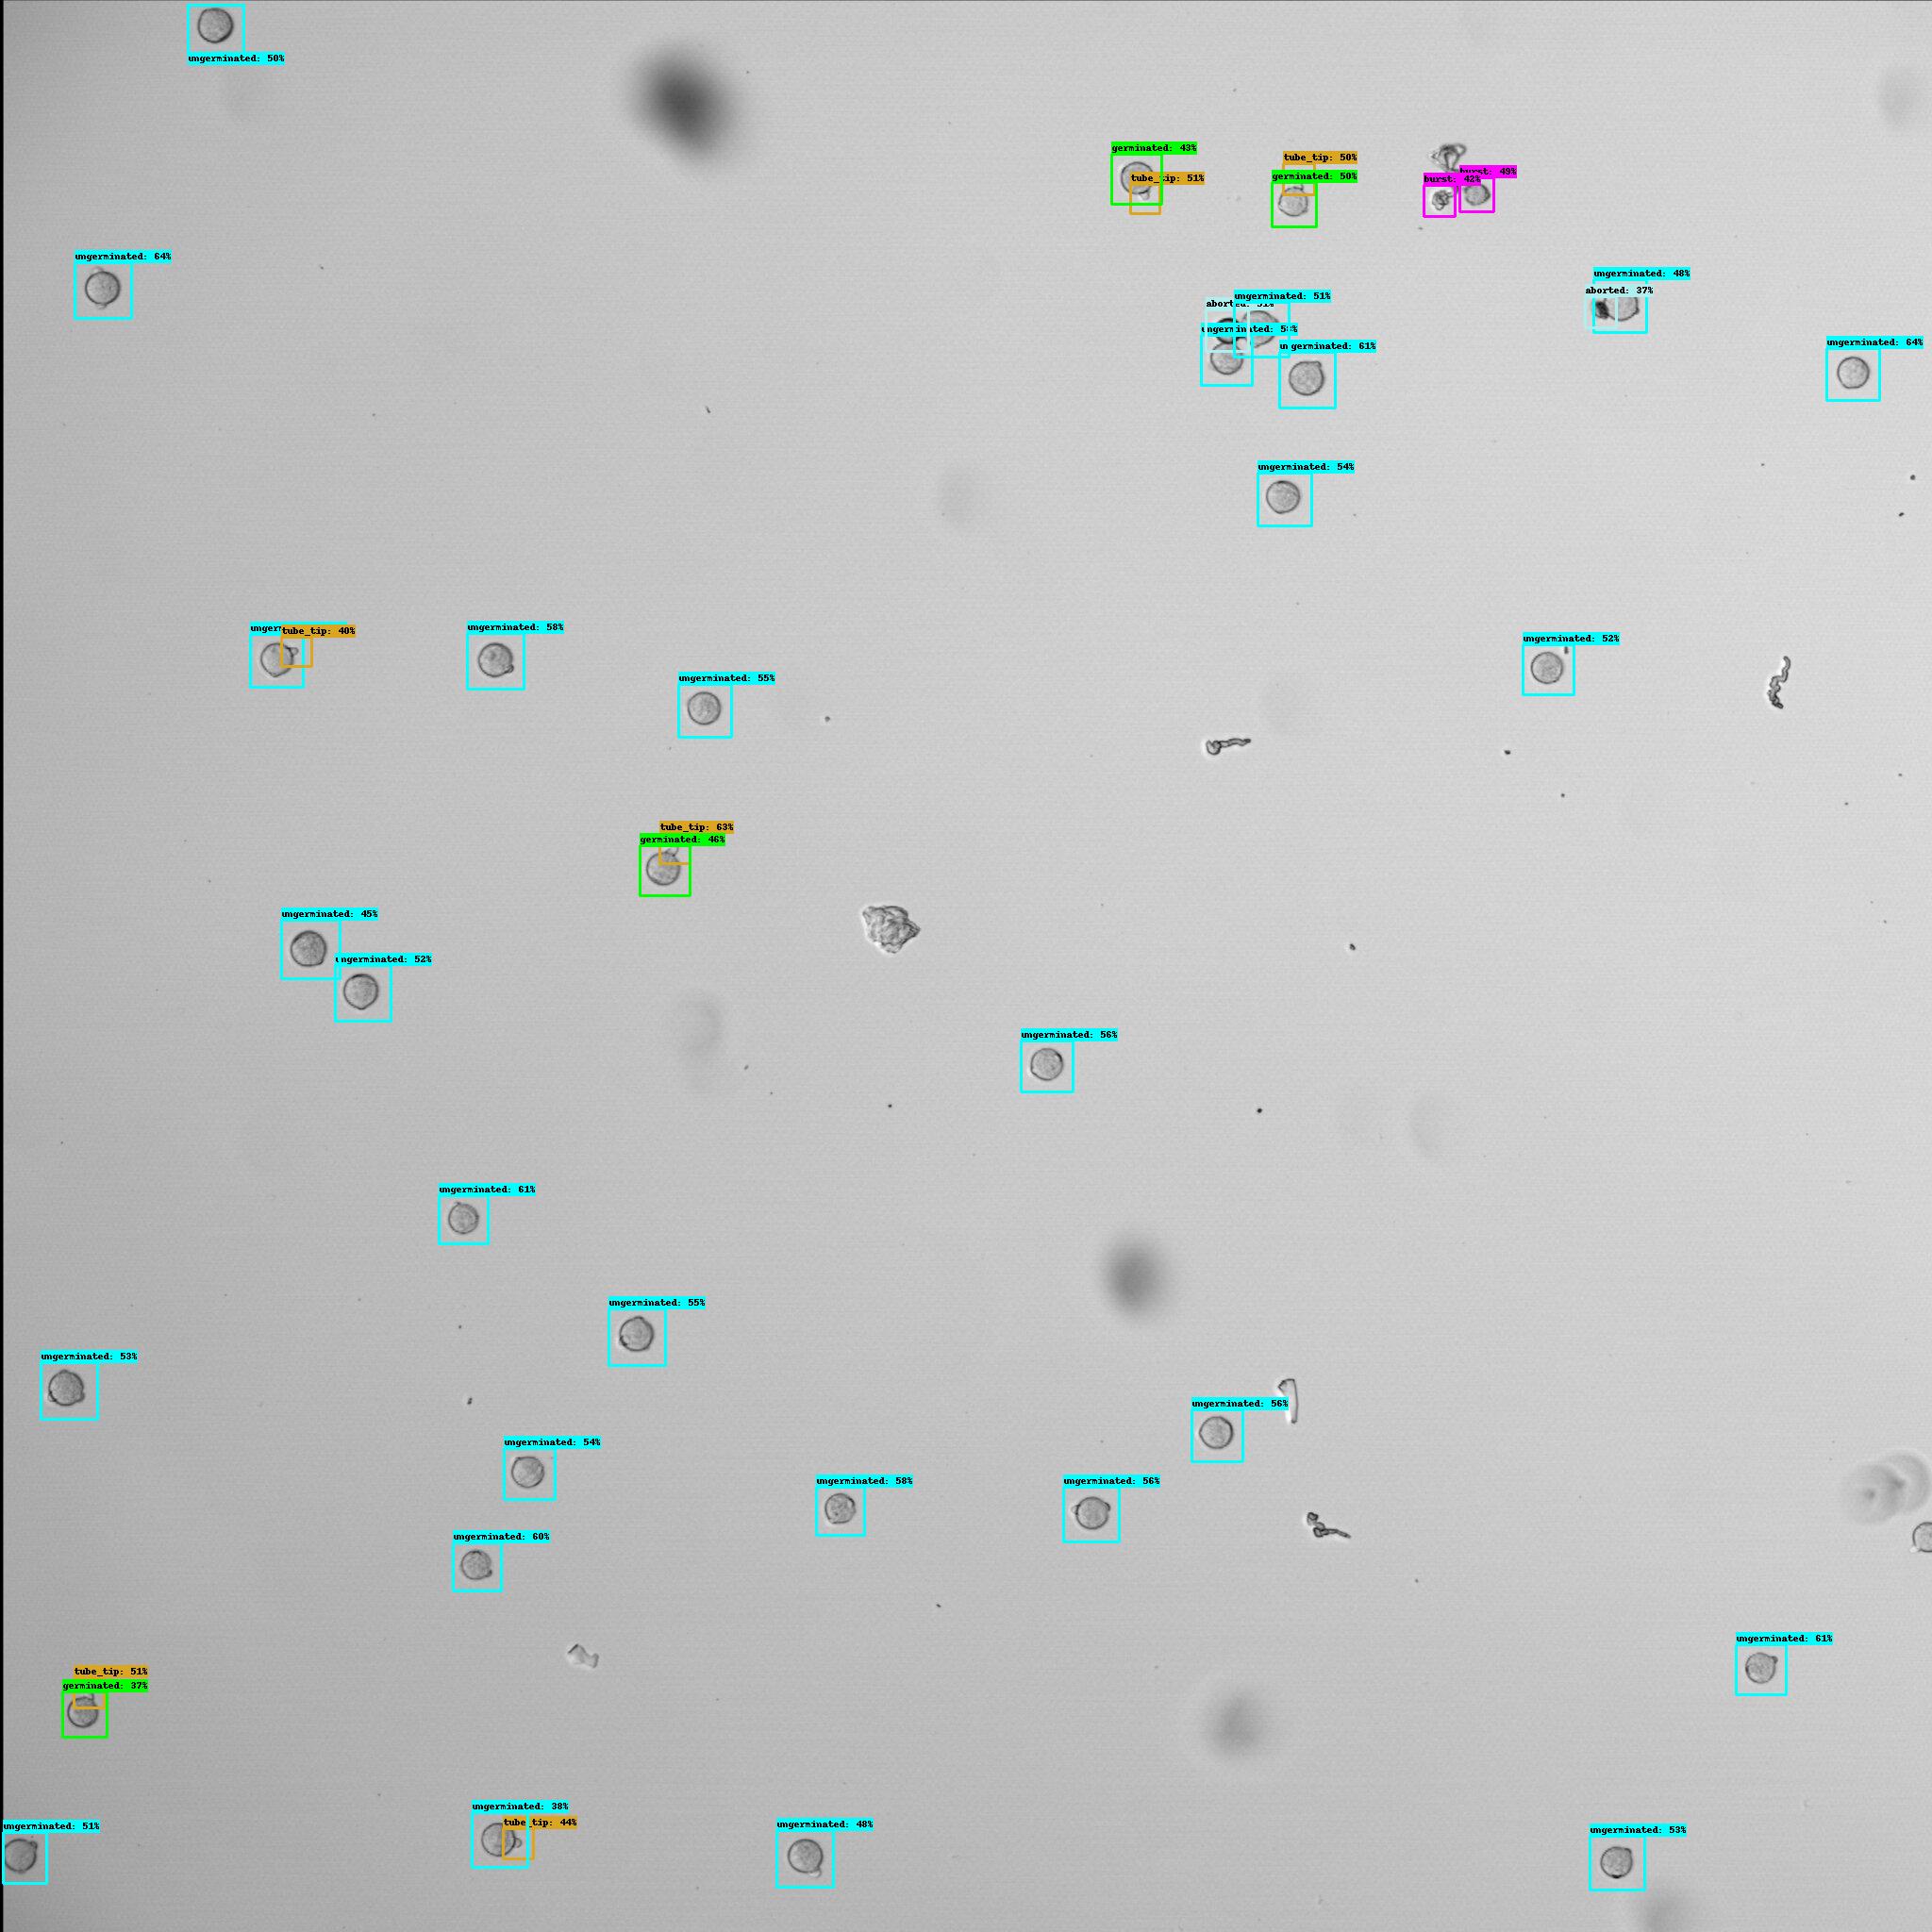 ungerminated: 50%
germinated: 43%
tube_tip: 50%
tube_tip: 51%
germinated: 50%
burst: 49%
burst: 42%
ungerminated: 64%
ungerminated: 48%
aborted: 37%
ungerminated: 51%
ungerminated: 61%
ungerminated: 64%
ungerminated: 54%
tube_tip: 40%
ungerminated: 58%
ungerminated: 52%
ungerminated: 55%
tube_tip: 63%
germinated: 46%
ungerminated: 45%
ungerminated: 52%
ungerminated: 56%
ungerminated: 61%
ungerminated: 55%
ungerminated: 53%
ungerminated: 56%
ungerminated: 54%
ungerminated: 58%
ungerminated: 56%
ungerminated: 60%
ungerminated: 61%
tube_tip: 51%
germinated: 37%
ungerminated: 38%
tube_tip: 44%
ungerminated: 51%
ungerminated: 48%
ungerminated: 53%